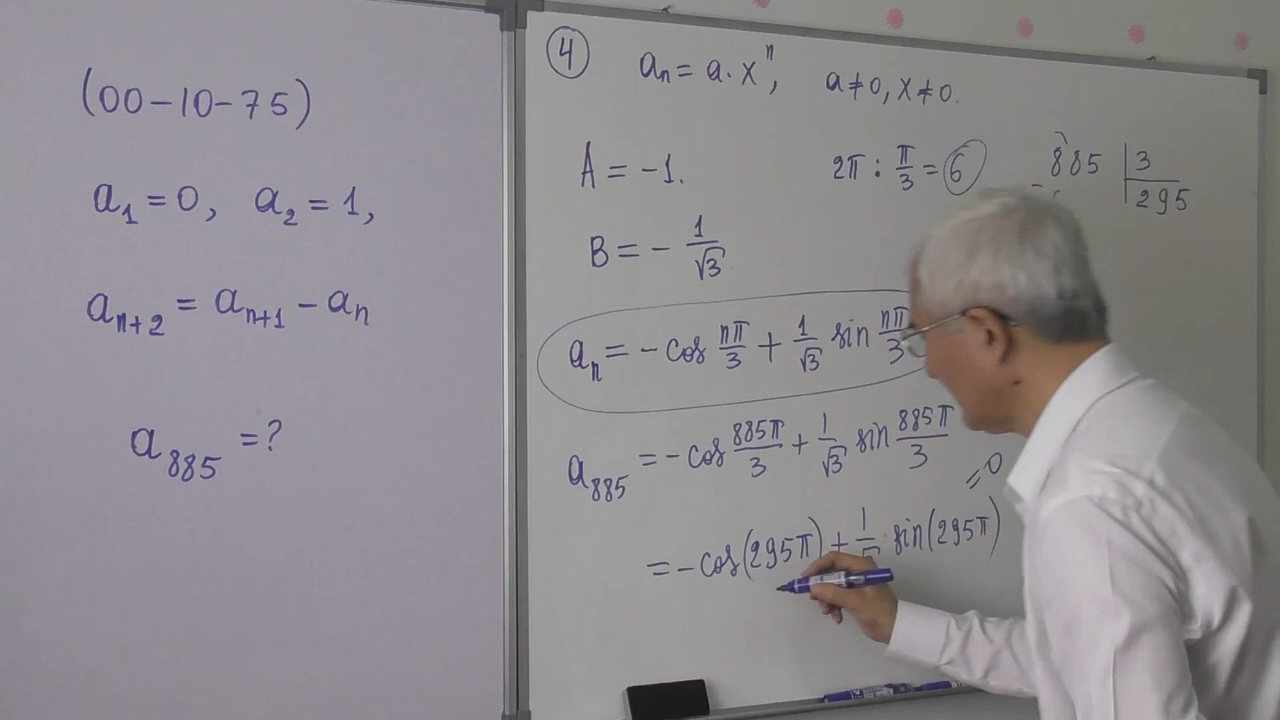 (00-10-75)
a₁ = 0, a₂ = 1,
aₙ₊₂ = aₙ₊₁ - aₙ
a₈₈₅ = ?
④ aₙ = a · xⁿ, a ≠ 0, x ≠ 0.
A = -1. 2π : π/3 = 6 885 | 3
295
B = - 1/√3
aₙ = - cos nπ/3 + 1/√3 sin nπ/3
a₈₈₅ = - cos 885π/3 + 1/√3 sin 885π/3
= 0
= - cos(295π) + 1 sin(295π)